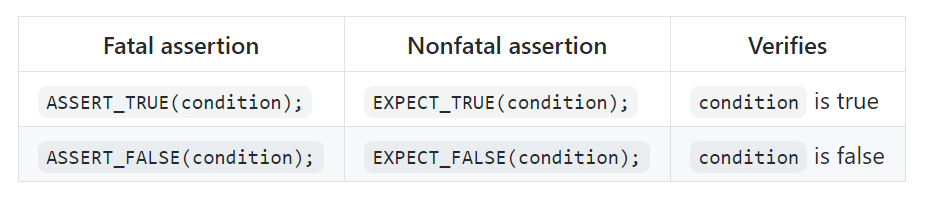 Fatal assertion Nonfatal assertion Verifies
ASSERT_TRUE(condition); EXPECT_TRUE(condition); condition is true
ASSERT_FALSE(condition); EXPECT_FALSE(condition); condition is false